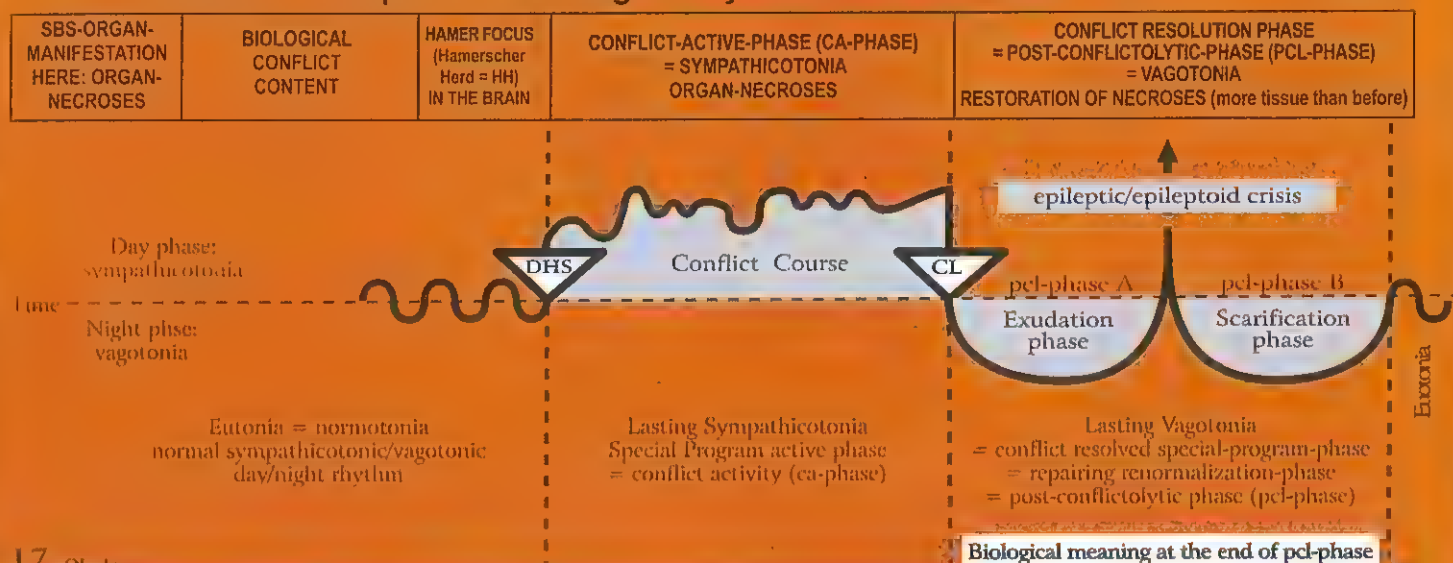 SBS-ORGAN-
MANIFESTATION
HERE: ORGAN-
NECROSES
BIOLOGICAL
CONFLICT
CONTENT
HAMER FOCUS
(Hamerscher
Herd = HH)
IN THE BRAIN
CONFLICT-ACTIVE-PHASE (CA-PHASE)
= SYMPATHICOTONIA
ORGAN-NECROSES
CONFLICT RESOLUTION PHASE
= POST-CONFLICTOLYTIC-PHASE (PCL-PHASE)
= VAGOTONIA
RESTORATION OF NECROSES (more tissue than before)
epileptic/epileptoid crisis
Day phase:
sympathicotonia
DHS
Conflict Course
CL
pcl-phase A
pcl-phase B
Time
Night phse:
vagotonia
Exudation
phase
Scarification
phase
Eutonia
Eutonia = normotonia
normal sympathicotonic/vagotonic
day/night rhythm
Lasting Sympathicotonia
Special Program active phase
= conflict activity (ca-phase)
Lasting Vagotonia
= conflict resolved special-program-phase
= repairing renormalization-phase
= post-conflictolytic phase (pcl-phase)
Biological meaning at the end of pcl-phase
17